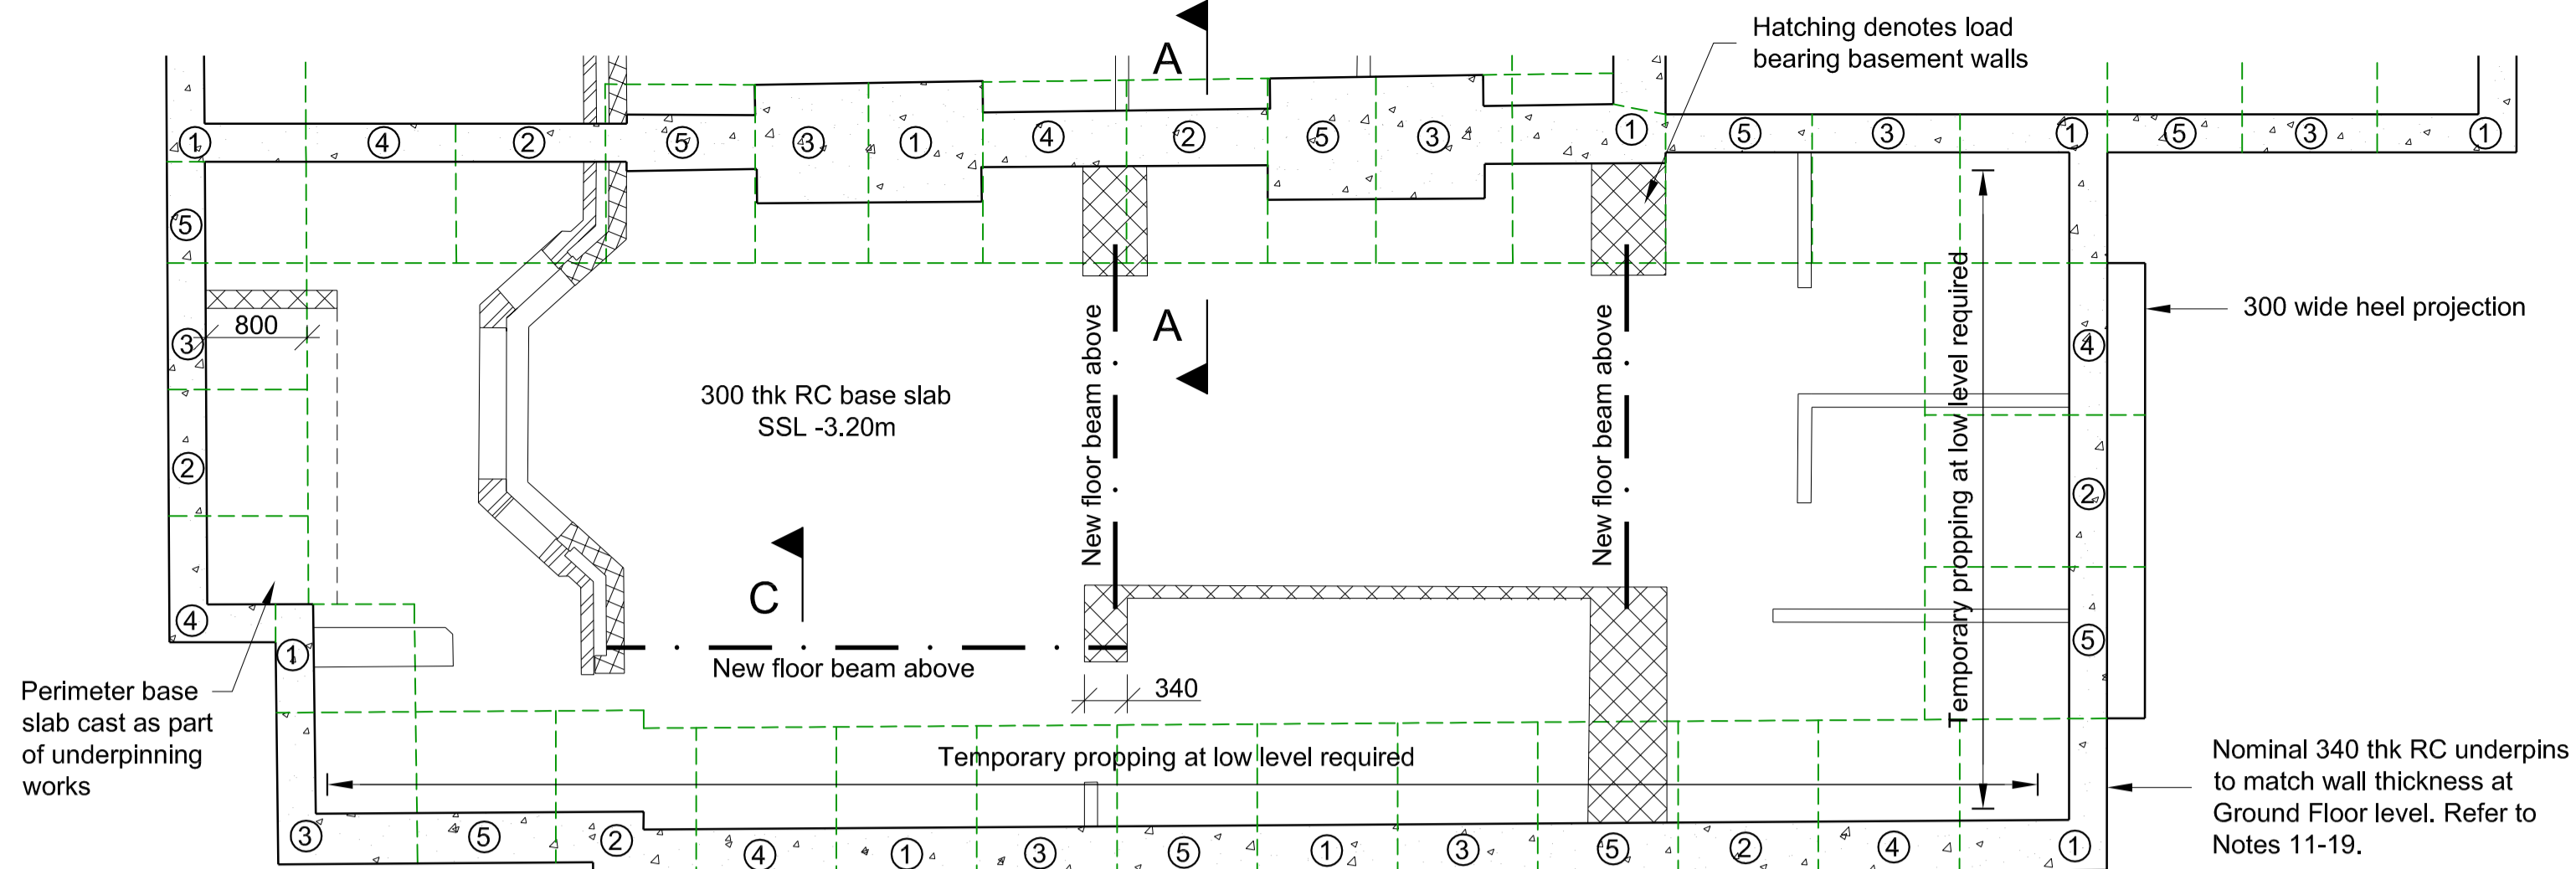 A
Hatching denotes load
bearing basement walls
1
4
2
5
3
1
4
2
5
3
1
5
3
1
5
3
1
5
3
2
4
1
800
300 thk RC base slab
SSL -3.20m
A
New floor beam above
New floor beam above
Temporary propping at low level required
300 wide heel projection
4
2
5
C
New floor beam above
340
Perimeter base
slab cast as part
of underpinning
works
Temporary propping at low level required
Nominal 340 thk RC underpins
to match wall thickness at
Ground Floor level. Refer to
Notes 11-19.
3
5
2
4
1
3
5
1
3
5
2
4
1